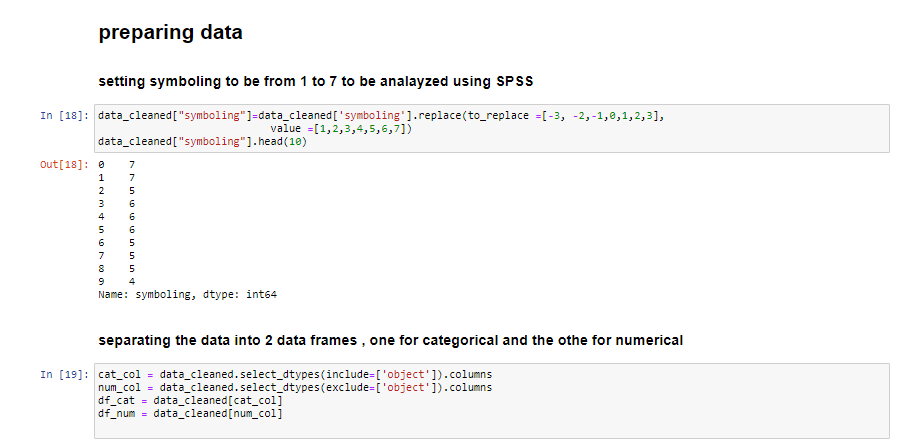 preparing data
setting symboling to be from 1 to 7 to be analayzed using SPSS
In [18]: data_cleaned["symboling"]=data_cleaned['symboling'].replace(to_replace =[-3, -2,-1,0,1,2,3],
value =[1,2,3,4,5,6,7])
data_cleaned["symboling"].head(10)
Out[18]: 0 7
1 7
2 5
3 6
4 6
5 6
6 5
7 5
8 5
9 4
Name: symboling, dtype: int64
separating the data into 2 data frames , one for categorical and the othe for numerical
In [19]: cat_col = data_cleaned.select_dtypes(include=['object']).columns
num_col = data_cleaned.select_dtypes(exclude=['object']).columns
df_cat = data_cleaned[cat_col]
df_num = data_cleaned[num_col]